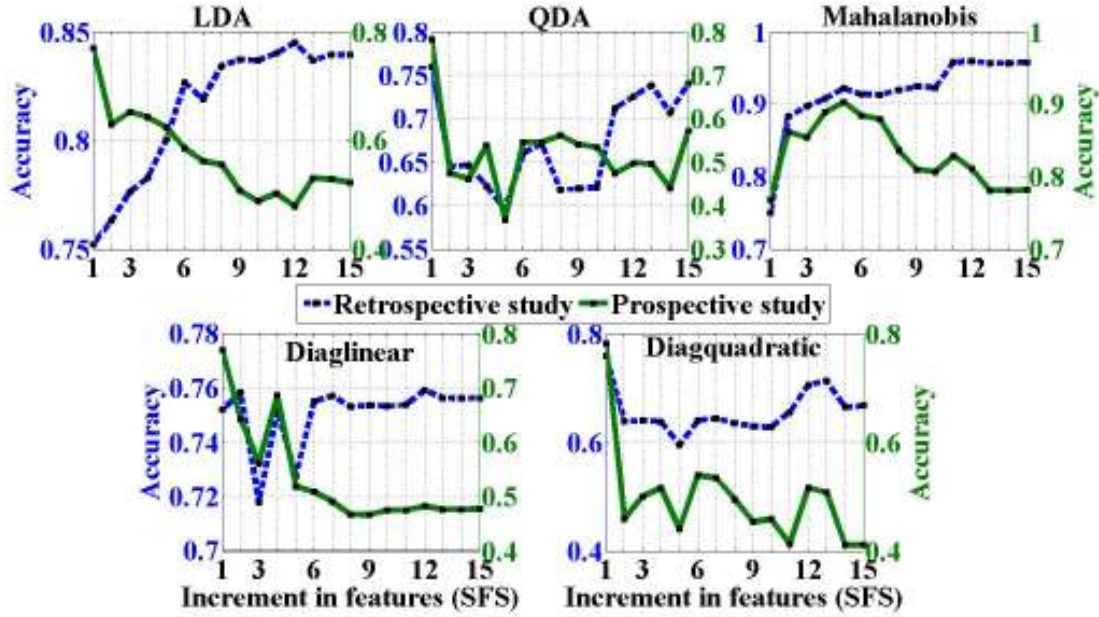 LDA QDA Mahalanobis
0.85 0.8 0.8 0.8 1 1
0.75 0.7
0.7 0.6 0.9 0.9
0.8 0.6 0.65 0.5 0.8 0.8
0.6 0.4
0.75 0.4 0.55 0.3 0.7 0.7
Accuracy Accuracy
1 3 6 9 12 15 1 3 6 9 12 15 1 3 6 9 12 15
Retrospective study Prospective study
0.78 0.8 0.8 0.8
Diaglinear Diagquadratic
0.76 0.7
0.74 0.6 0.6 0.6
0.72 0.5
0.7 0.4 0.4 0.4
Accuracy Accuracy
1 3 6 9 12 15 1 3 6 9 12 15
Increment in features (SFS) Increment in features (SFS)